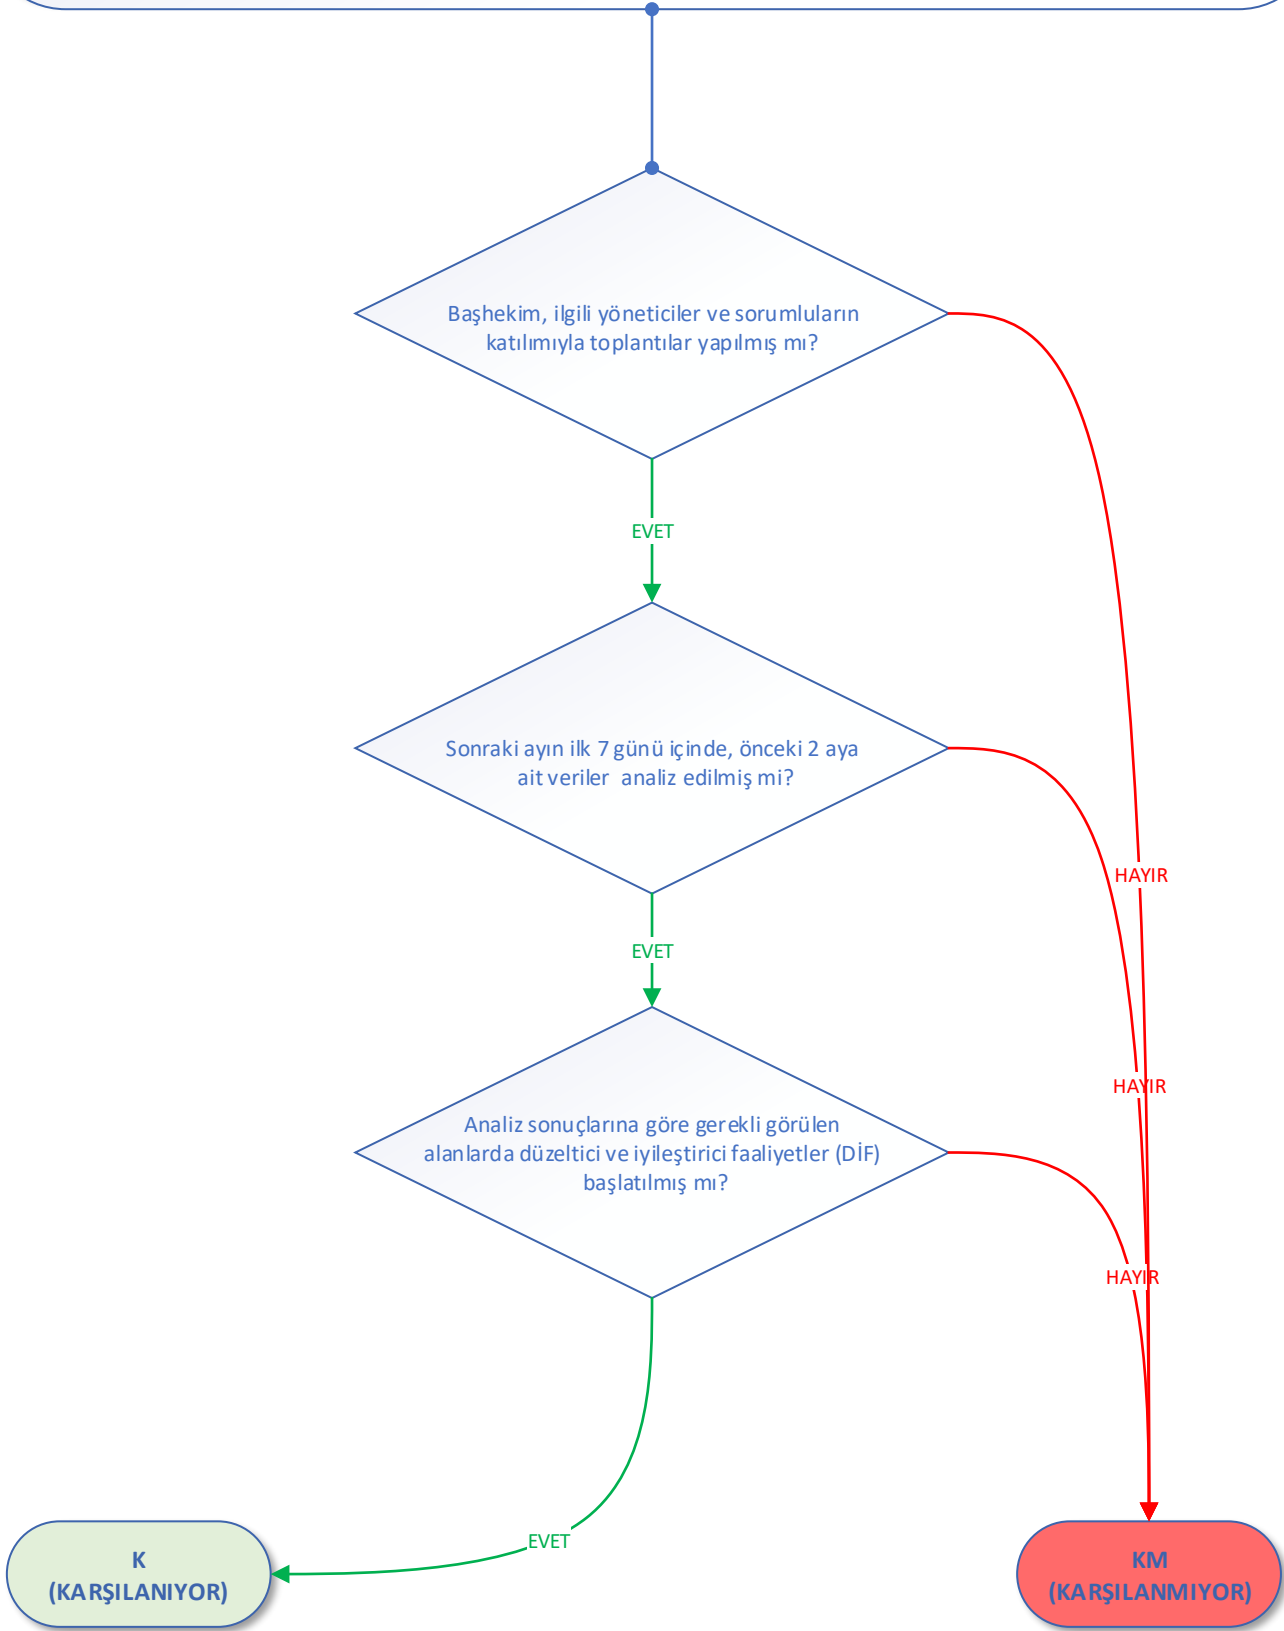 Başhekim, ilgili yöneticiler ve sorumluların
katılımıyla toplantılar yapılmış mı?
EVET
Sonraki ayın ilk 7 günü içinde, önceki 2 aya
ait veriler  analiz edilmiş mi?
HAYIR
EVET
HAYIR
Analiz sonuçlarına göre gerekli görülen
alanlarda düzeltici ve iyileştirici faaliyetler (DİF)
başlatılmış mı?
HAYIR
EVET
K
(KARŞILANIYOR)
KM
(KARŞILANMIYOR)